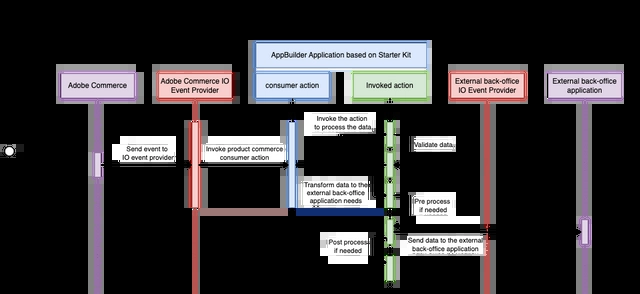 AppBuilder Application based on Starter Kit
Adobe Commerce
Adobe Commerce IO
Event Provider
consumer action
Invoked action
External back-office
IO Event Provider
External back-office
application
Invoke the action
to process the data
Send event to
IO event provider
Invoke product commerce
consumer action
Validate data
Transform data to the
external back-office
application needs
Pre process
if needed
Post process
if needed
Send data to the external
back-office application